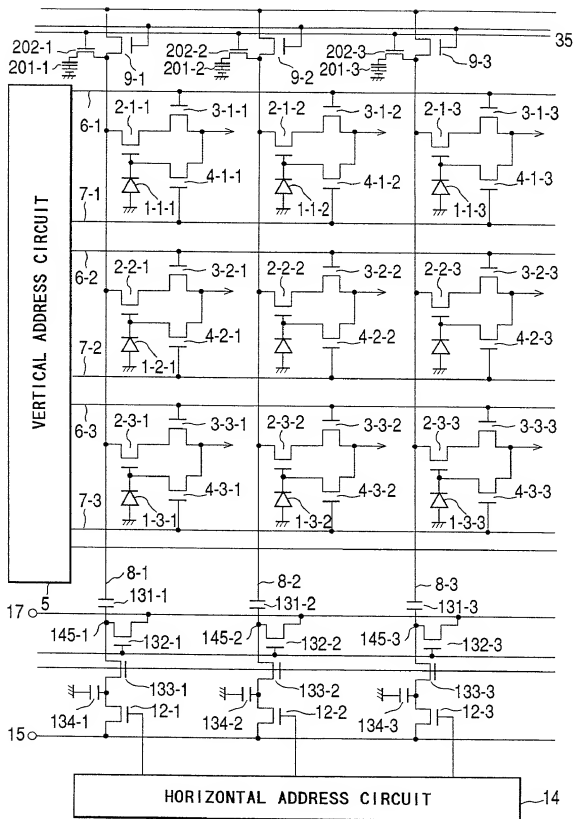 202-1 202-2 202-3 35
201-1 9-1 201-2 9-2 201-3 9-3
6-1 2-1-1 3-1-1 2-1-2 3-1-2 2-1-3 3-1-3
7-1 4-1-1 4-1-2 4-1-3
1-1-1 1-1-2 1-1-3
6-2 2-2-1 3-2-1 2-2-2 3-2-2 2-2-3 3-2-3
7-2 4-2-1 4-2-2 4-2-3
1-2-1 1-2-2 1-2-3
6-3 2-3-1 3-3-1 2-3-2 3-3-2 2-3-3 3-3-3
7-3 4-3-1 4-3-2 4-3-3
1-3-1 1-3-2 1-3-3
VERTICAL ADDRESS CIRCUIT
5 8-1 8-2 8-3
17 131-1 131-2 131-3
145-1 132-1 145-2 132-2 145-3 132-3
133-1 133-2 133-3
134-1 12-1 134-2 12-2 134-3 12-3
15
HORIZONTAL ADDRESS CIRCUIT 14